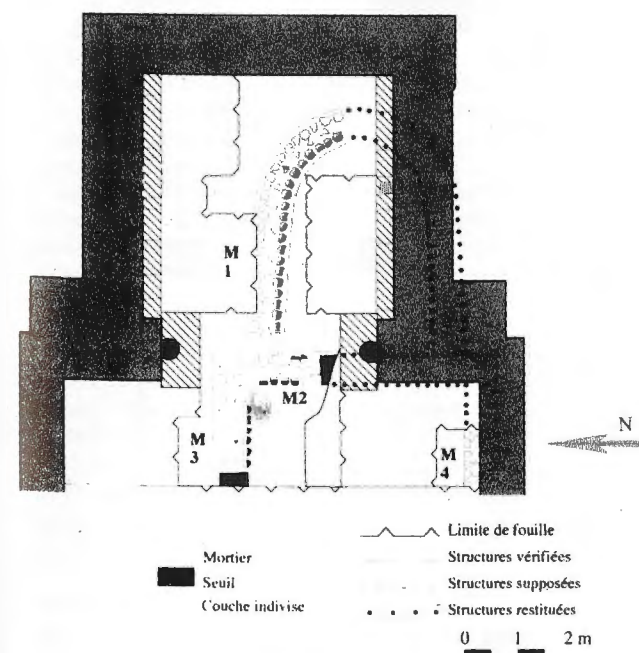 M
1
M2
M
3
M
4
N
Mortier
Seuil
Couche indivise
Limite de fouille
Structures vérifiées
Structures supposées
Structures restituées
0 1 2 m